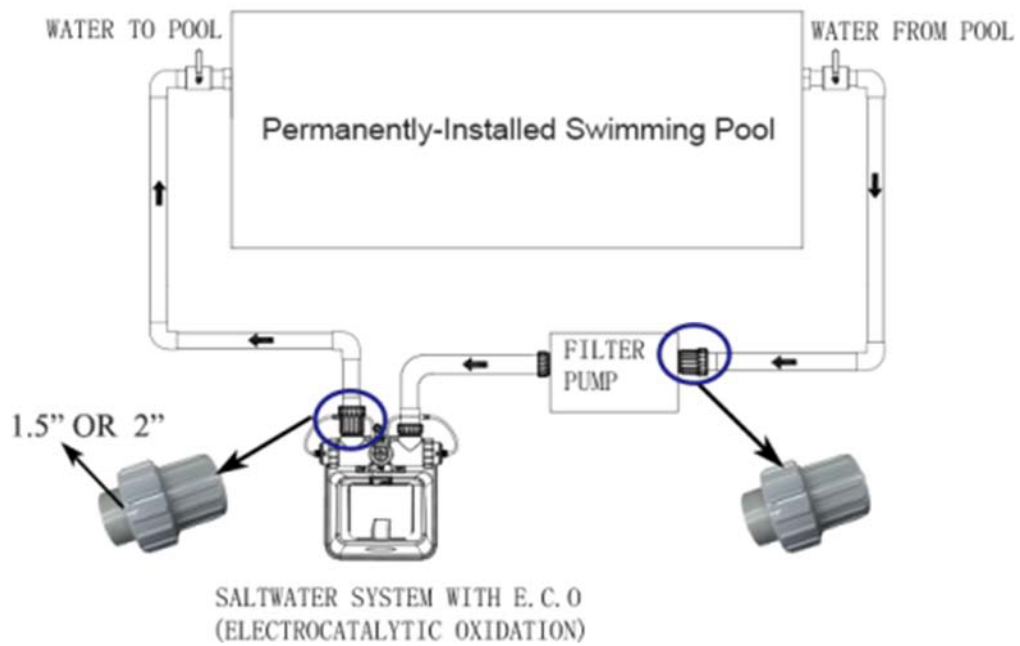 WATER TO POOL
WATER FROM POOL
Permanently-Installed Swimming Pool
FILTER
PUMP
1.5” OR 2”
SALTWATER SYSTEM WITH E.C.O
(ELECTROCATALYTIC OXIDATION)